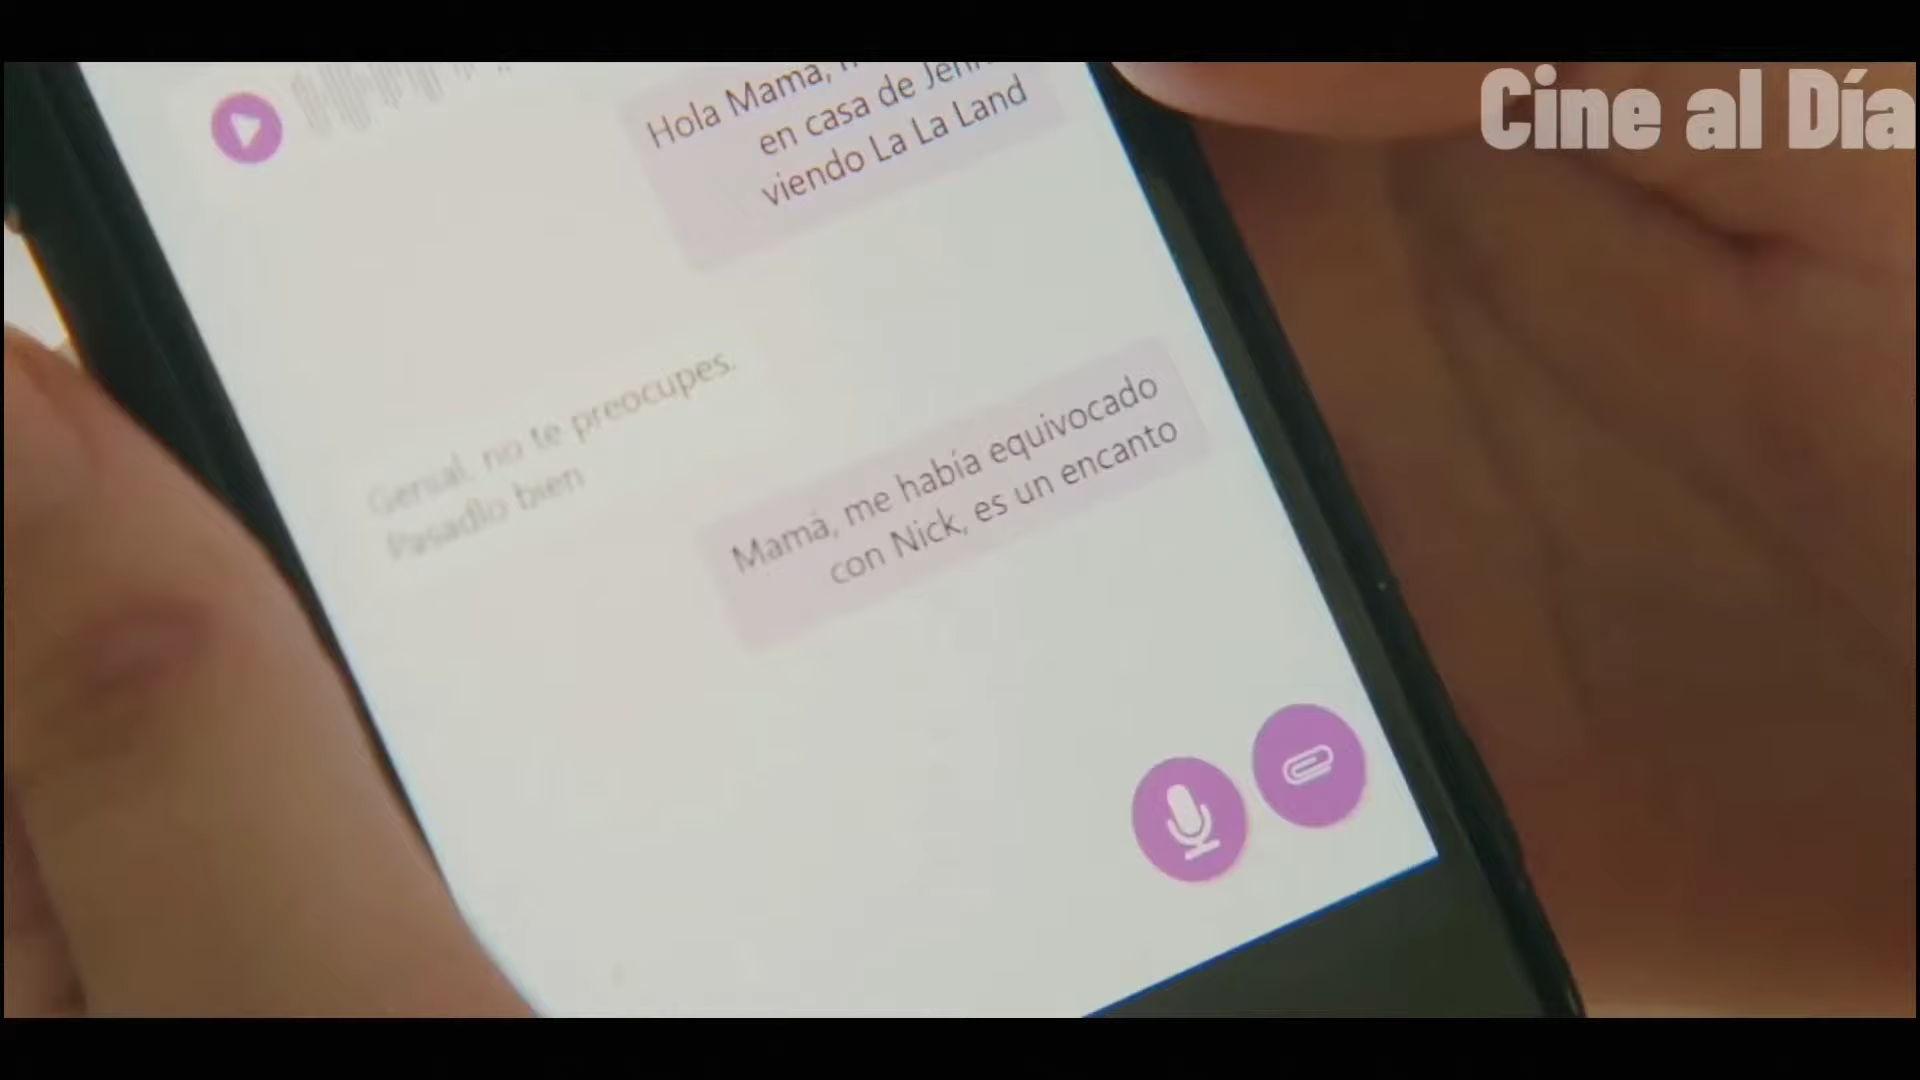 Cine al Día
Hola Mamá,
en casa de
viendo La La Land
Genial, no te preocupes.
Pasadlo bien
Mamá, me había equivocado
con Nick, es un encanto